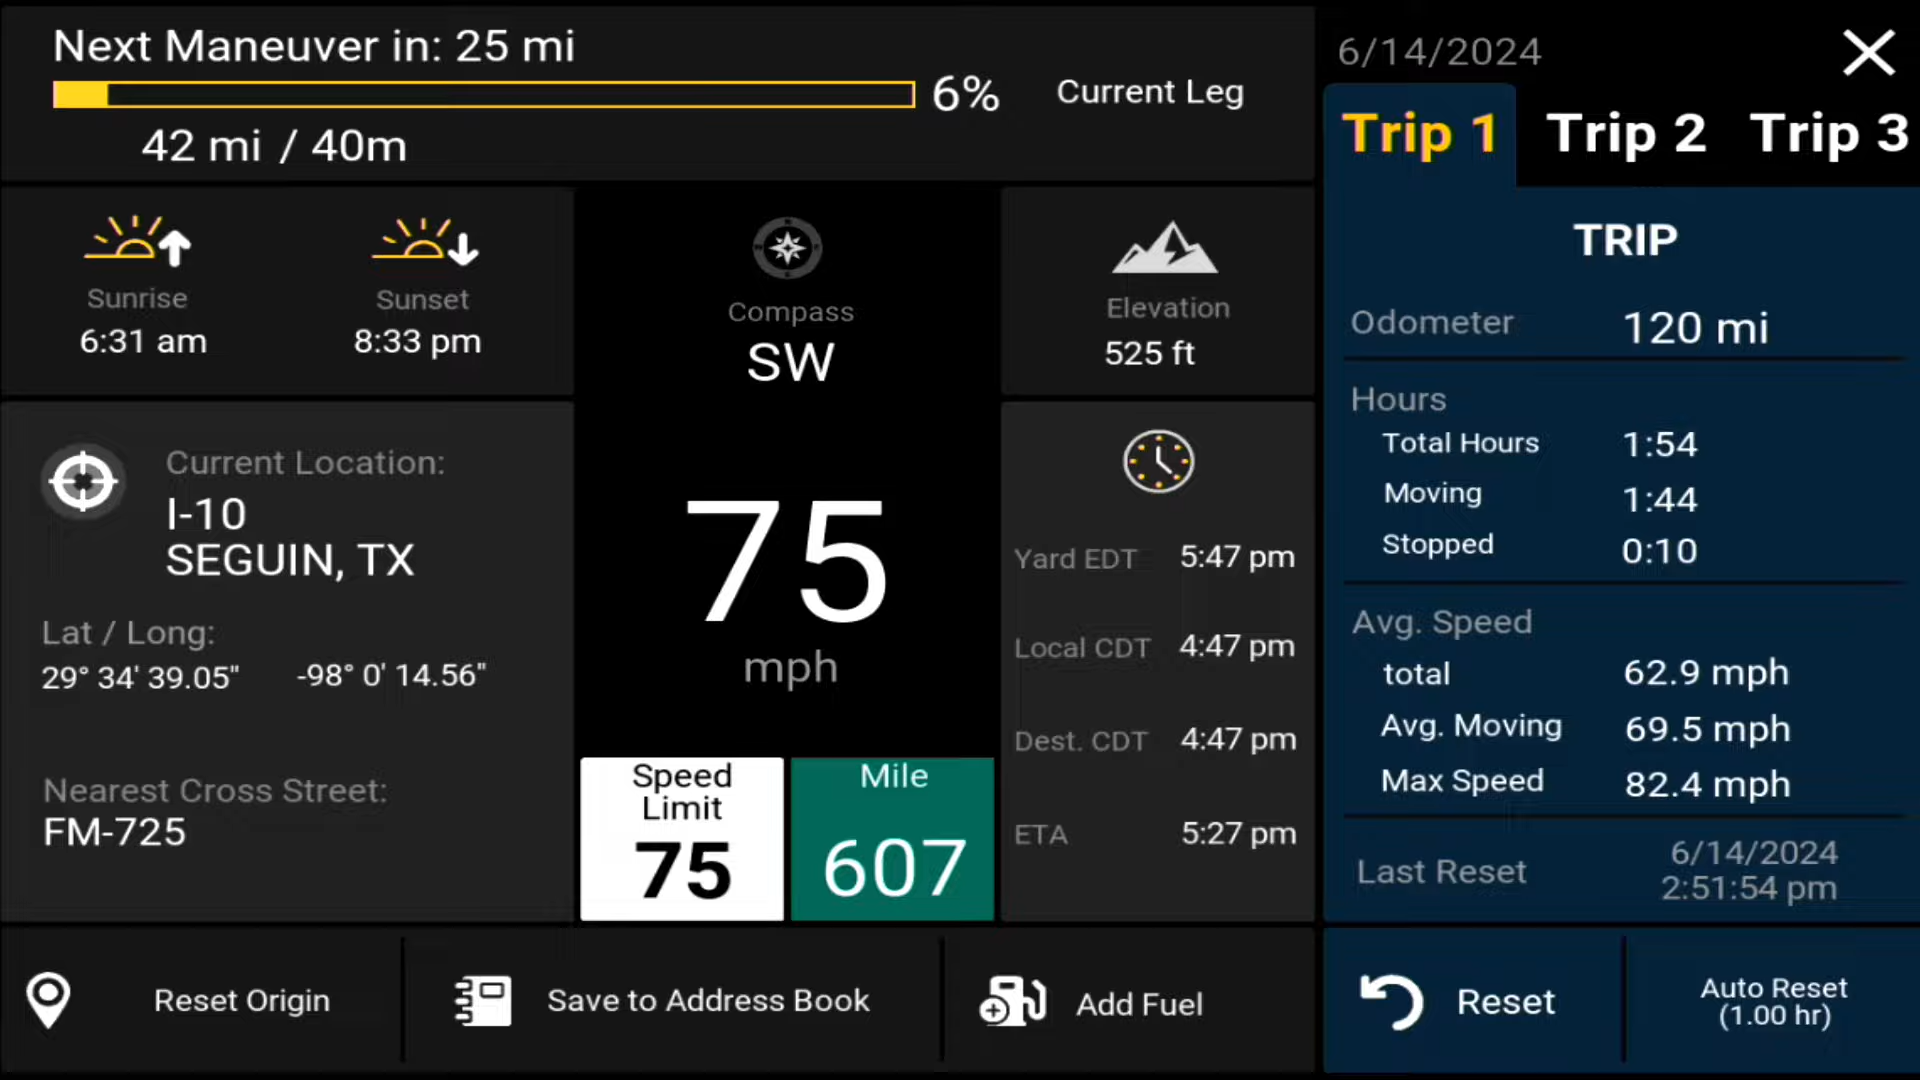 Next Maneuver in: 25 mi
6%
Current Leg
42 mi / 40m
6/14/2024
Trip 1
Trip 2
Trip 3
Sunrise
6:31 am
Sunset
8:33 pm
Compass
SW
Elevation
525 ft
Current Location:
I-10
SEGUIN, TX
Lat / Long:
29° 34' 39.05"
-98° 0' 14.56"
Nearest Cross Street:
FM-725
75
mph
Speed
Limit
75
Mile
607
Yard EDT 5:47 pm
Local CDT 4:47 pm
Dest. CDT 4:47 pm
ETA 5:27 pm
TRIP
Odometer 120 mi
Hours
Total Hours 1:54
Moving 1:44
Stopped 0:10
Avg. Speed
total 62.9 mph
Avg. Moving 69.5 mph
Max Speed 82.4 mph
Last Reset
6/14/2024
2:51:54 pm
Reset Origin
Save to Address Book
Add Fuel
Reset
Auto Reset
(1.00 hr)